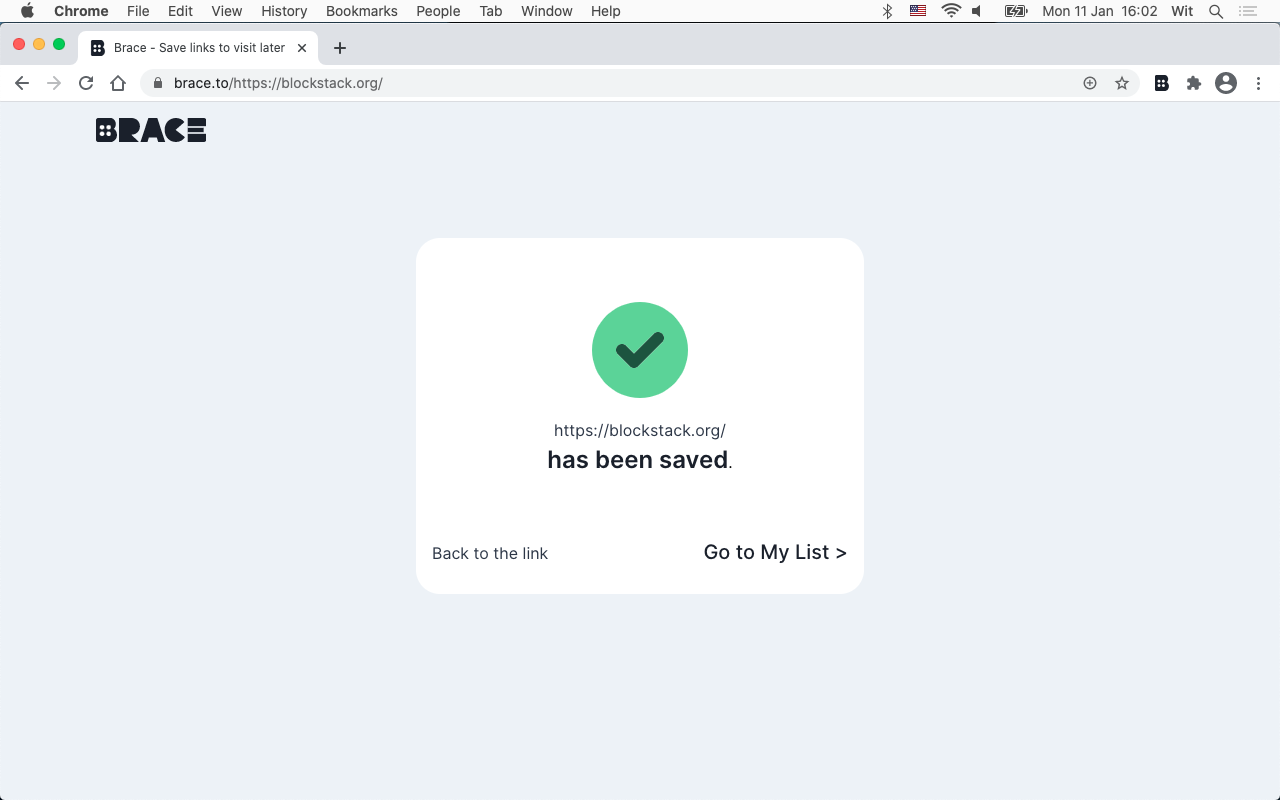 Chrome File Edit View History Bookmarks People Tab Window Help Mon 11 Jan 16:02 Wit
Brace - Save links to visit later
brace.to/https://blockstack.org/
BRACE
https://blockstack.org/
has been saved.
Back to the link
Go to My List >